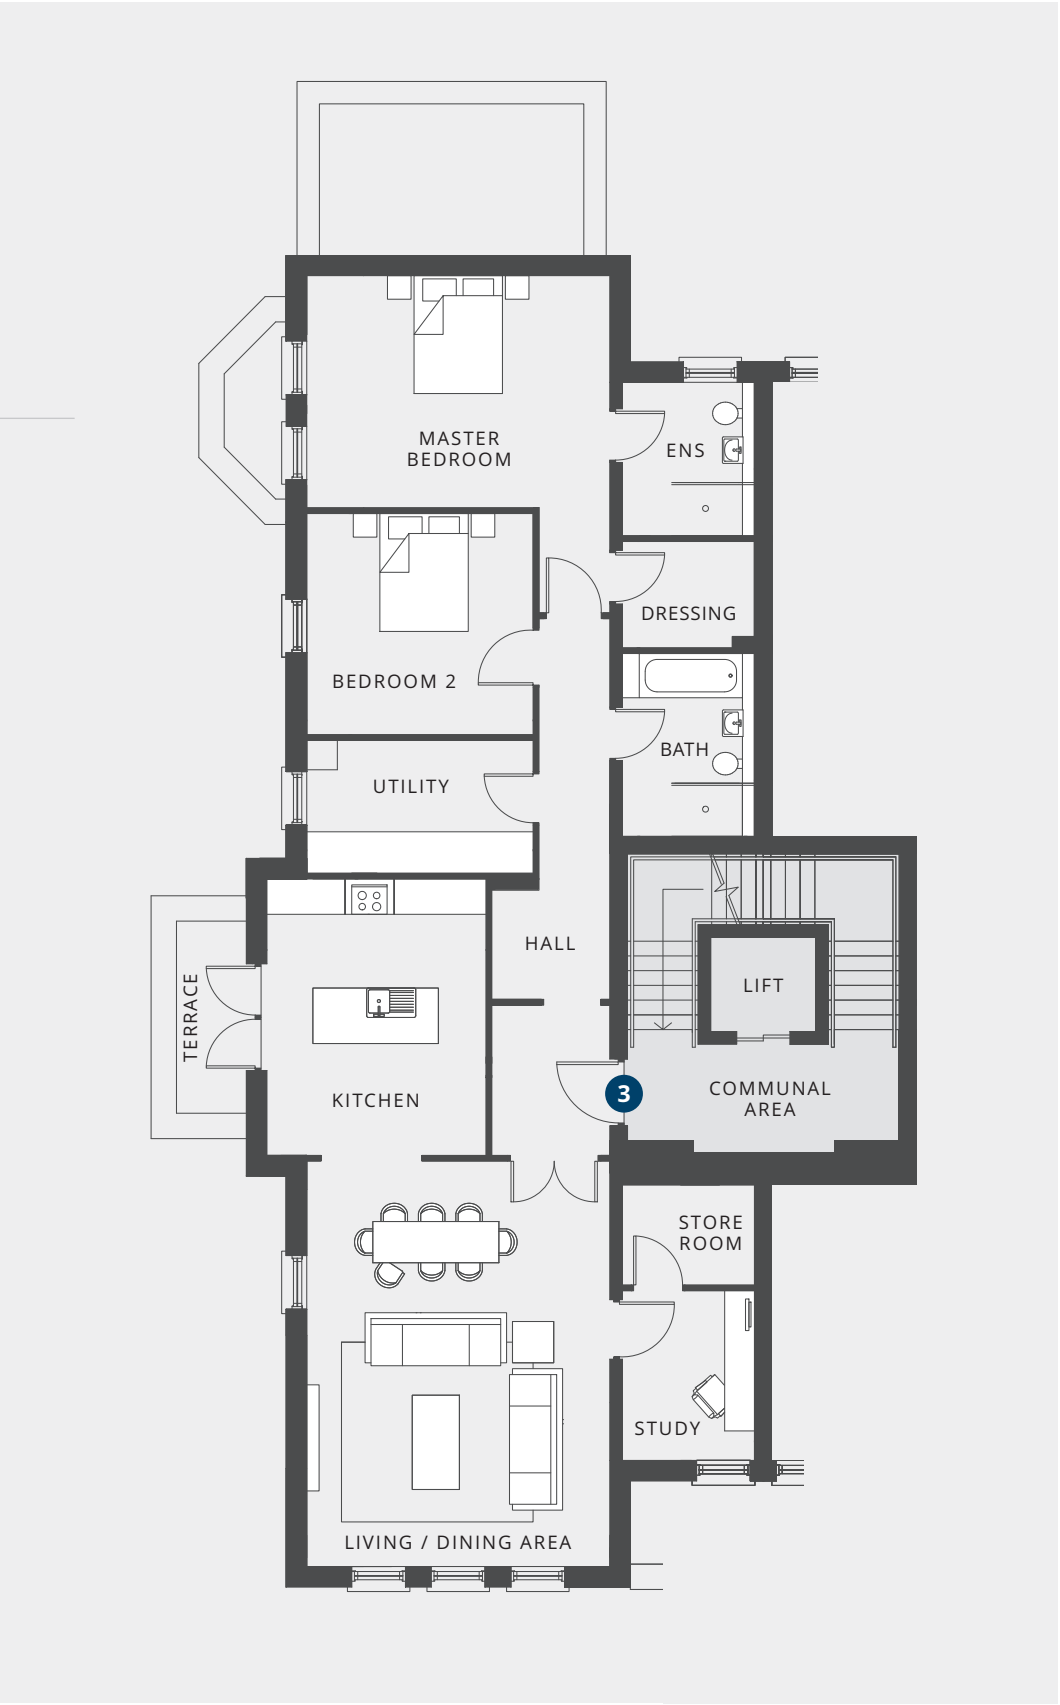 MASTER
BEDROOM
ENS
DRESSING
BEDROOM 2
BATH
UTILITY
HALL
LIFT
TERRACE
KITCHEN
3
COMMUNAL
AREA
STORE
ROOM
STUDY
LIVING / DINING AREA